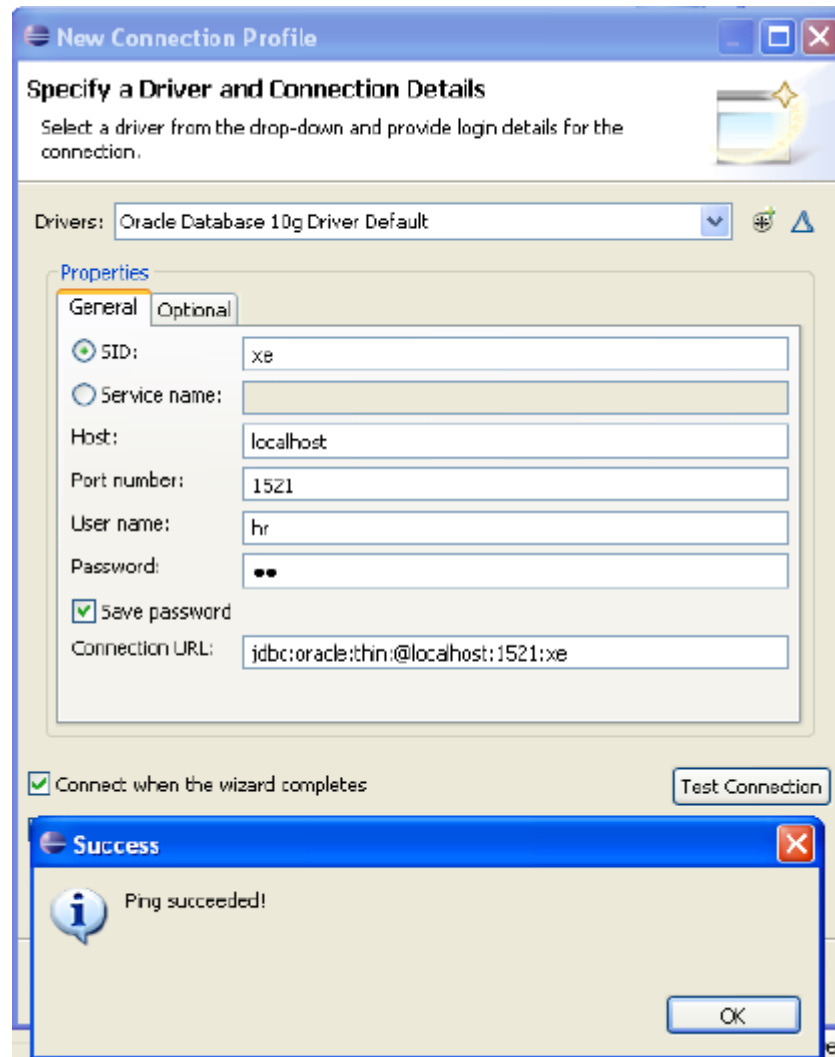 New Connection Profile
Specify a Driver and Connection Details
Select a driver from the drop-down and provide login details for the
connection.
Drivers: Oracle Database 10g Driver Default
Properties
General Optional
SID: xe
Service name:
Host: localhost
Port number: 1521
User name: hr
Password: ●●
Save password
Connection URL: jdbc:oracle:thin:@localhost:1521:xe
Connect when the wizard completes
Test Connection
Success
Ping succeeded!
OK